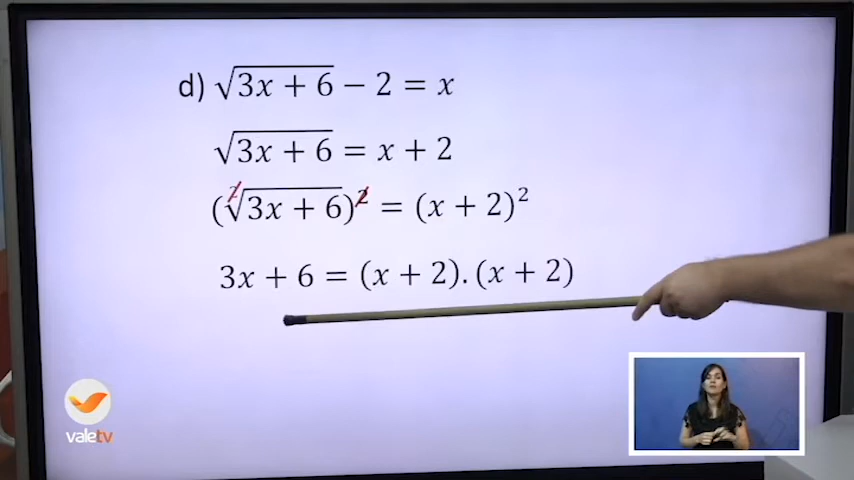 d) √3x + 6 − 2 = x
√3x + 6 = x + 2
(²√3x + 6)² = (x + 2)²
3x + 6 = (x + 2).(x + 2)
valetv